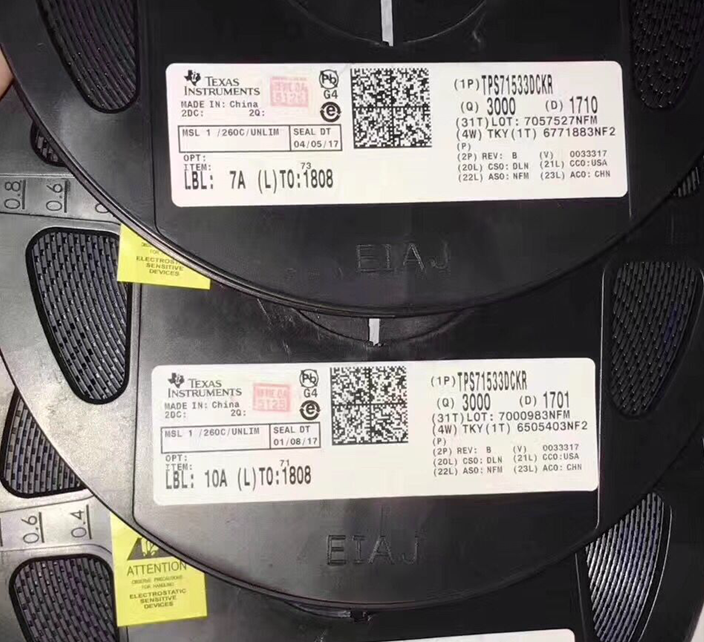 TEXAS
INSTRUMENTS
MADE IN: China
2DC: 2Q:
Pb
G4
e
MSL 1 /260C/UNLIM
SEAL DT
04/05/17
OPT:
ITEM: 73
LBL: 7A (L)TO:1808
(1P)TPS71533DCKR
(Q) 3000 (D) 1710
(31T)LOT: 7057527NFM
(4W) TKY(1T) 6771883NF2
(P)
(2P) REV: B (V) 0033317
(20L) CSO: DLN (21L) CCO:USA
(22L) ASO: NFM (23L) ACO: CHN
EIAJ
0.8
0.6
ELECTROSTATIC
SENSITIVE
DEVICES
TEXAS
INSTRUMENTS
MADE IN: China
2DC: 2Q:
Pb
G4
e
MSL 1 /260C/UNLIM
SEAL DT
01/08/17
OPT:
ITEM: 71
LBL: 10A (L)TO:1808
(1P)TPS71533DCKR
(Q) 3000 (D) 1701
(31T)LOT: 7000983NFM
(4W) TKY(1T) 6505403NF2
(P)
(2P) REV: B (V) 0033317
(20L) CSO: DLN (21L) CCO:USA
(22L) ASO: NFM (23L) ACO: CHN
EIAJ
0.6
0.4
ATTENTION
ELECTROSTATIC
SENSITIVE
DEVICES